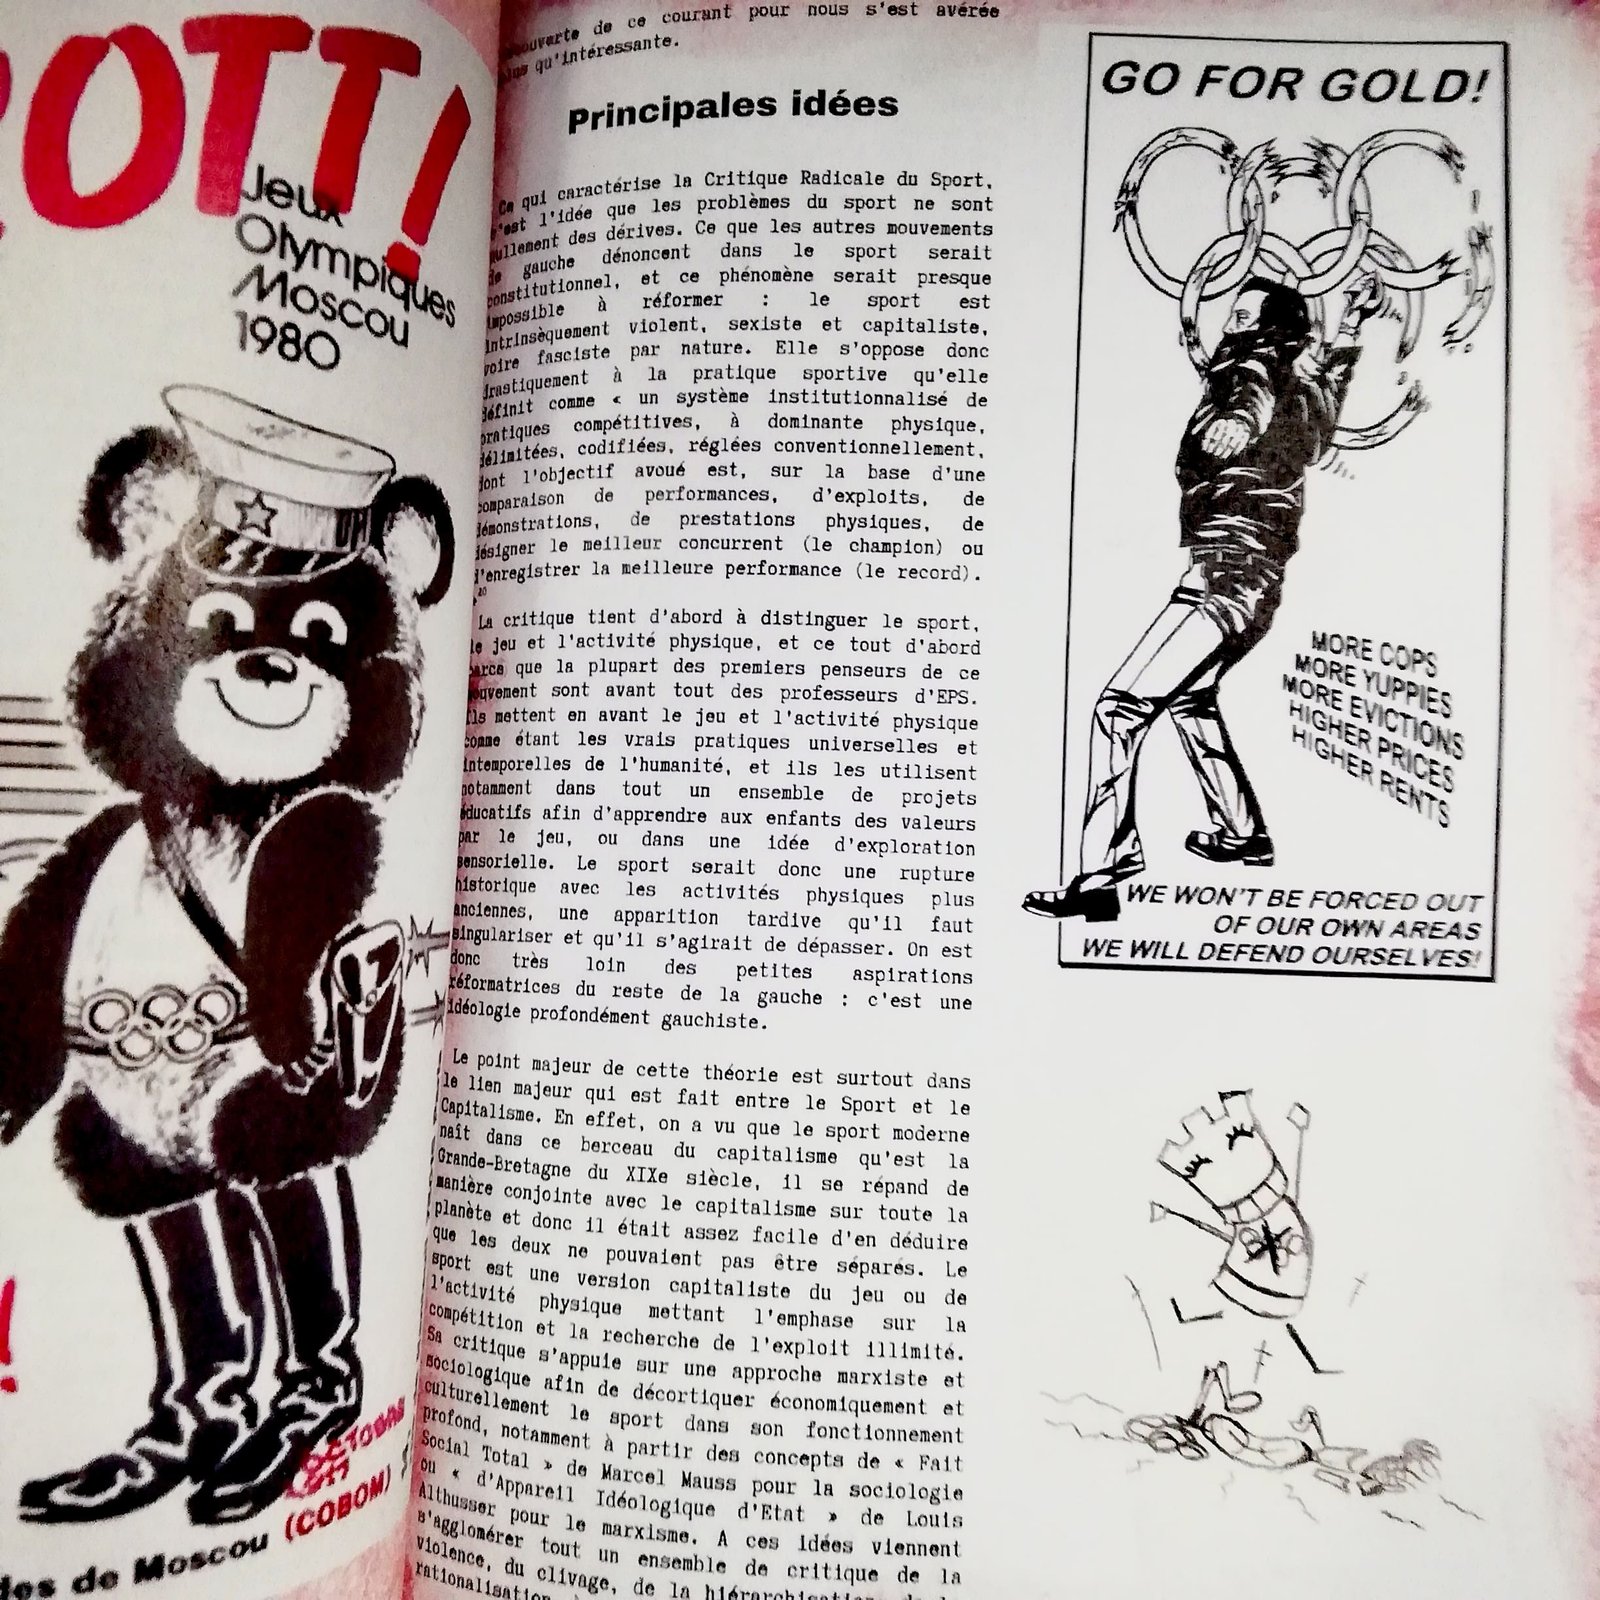 OTT!
Jeux
Olympiques
Moscou
1980
OCTOBRE
(COBOM)
des de Moscou
!
de ce courant pour nous s'est avérée
qu'intéressante.
Principales idées
Ce qui caractérise la Critique Radicale du Sport,
c'est l'idée que les problèmes du sport ne sont
nullement des dérives. Ce que les autres mouvements
de gauche dénoncent dans le sport serait
constitutionnel, et ce phénomène serait presque
impossible à réformer : le sport est
intrinsèquement violent, sexiste et capitaliste,
voire fasciste par nature. Elle s'oppose donc
drastiquement à la pratique sportive qu'elle
définit comme « un système institutionnalisé de
pratiques compétitives, à dominante physique,
délimitées, codifiées, réglées conventionnellement,
dont l'objectif avoué est, sur la base d'une
comparaison de performances, d'exploits, de
démonstrations, de prestations physiques, de
désigner le meilleur concurrent (le champion) ou
d'enregistrer la meilleure performance (le record).
20
La critique tient d'abord à distinguer le sport,
le jeu et l'activité physique, et ce tout d'abord
parce que la plupart des premiers penseurs de ce
mouvement sont avant tout des professeurs d'EPS.
Ils mettent en avant le jeu et l'activité physique
comme étant les vrais pratiques universelles et
intemporelles de l'humanité, et ils les utilisent
notamment dans tout un ensemble de projets
éducatifs afin d'apprendre aux enfants des valeurs
par le jeu, ou dans une idée d'exploration
sensorielle. Le sport serait donc une rupture
historique avec les activités physiques plus
anciennes, une apparition tardive qu'il faut
singulariser et qu'il s'agirait de dépasser. On est
donc très loin des petites aspirations
réformatrices du reste de la gauche : c'est une
idéologie profondément gauchiste.
Le point majeur de cette théorie est surtout dans
le lien majeur qui est fait entre le Sport et le
Capitalisme. En effet, on a vu que le sport moderne
naît dans ce berceau du capitalisme qu'est la
Grande-Bretagne du XIXe siècle, il se répand de
manière conjointe avec le capitalisme sur toute la
planète et donc il était assez facile d'en déduire
que les deux ne pouvaient pas être séparés. Le
sport est une version capitaliste du jeu ou de
l'activité physique mettant l'emphase sur la
compétition et la recherche de l'exploit illimité.
Sa critique s'appuie sur une approche marxiste et
sociologique afin de décortiquer économiquement et
culturellement le sport dans son fonctionnement
profond, notamment à partir des concepts de « Fait
Social Total » de Marcel Mauss pour la sociologie
ou « d'Appareil Idéologique d'Etat » de Louis
Althusser pour le marxisme. A ces idées viennent
s'agglomérer tout un ensemble de critique de la
violence, du clivage, de la hiérarchisation
rationalisation
GO FOR GOLD!
MORE COPS
MORE YUPPIES
MORE EVICTIONS
HIGHER PRICES
HIGHER RENTS
WE WON'T BE FORCED OUT
OF OUR OWN AREAS
WE WILL DEFEND OURSELVES!